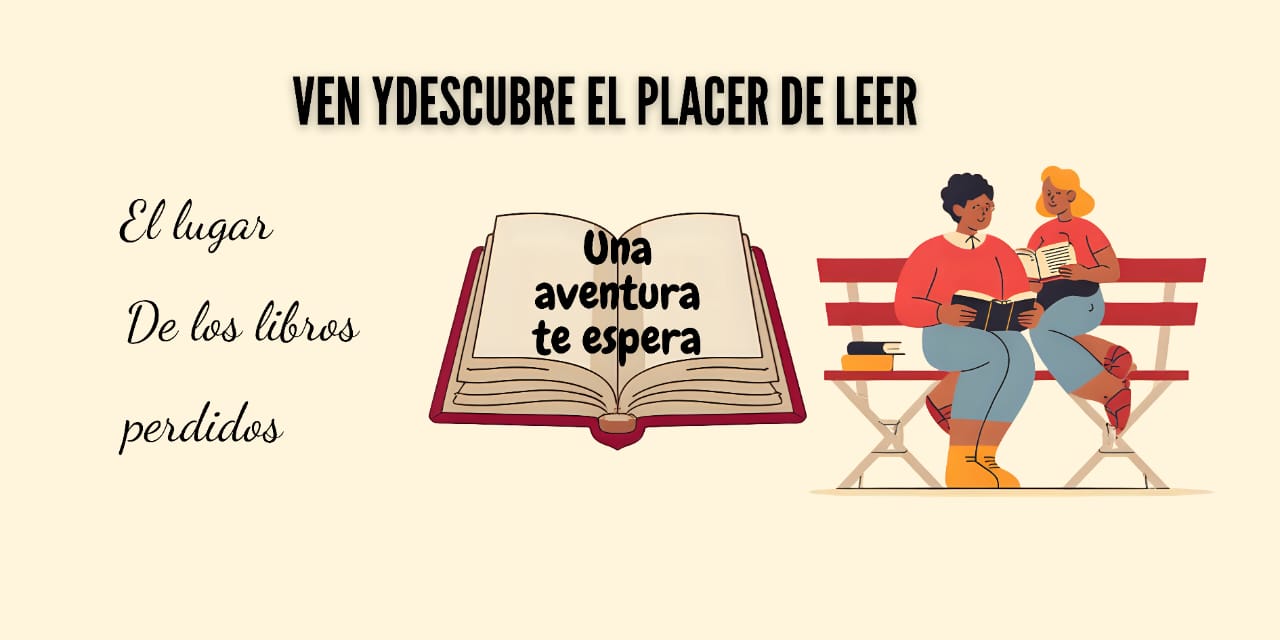 VEN YDESCUBRE EL PLACER DE LEER
El lugar
De los libros
perdidos
Una
aventura
te espera